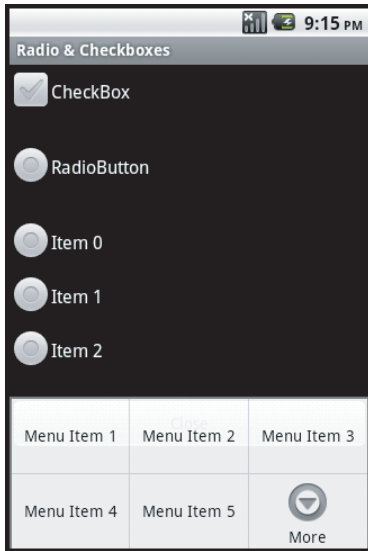 9:15 PM
Radio & Checkboxes
CheckBox
RadioButton
Item 0
Item 1
Item 2
Close
Menu Item 1 Menu Item 2 Menu Item 3
Menu Item 4 Menu Item 5
More